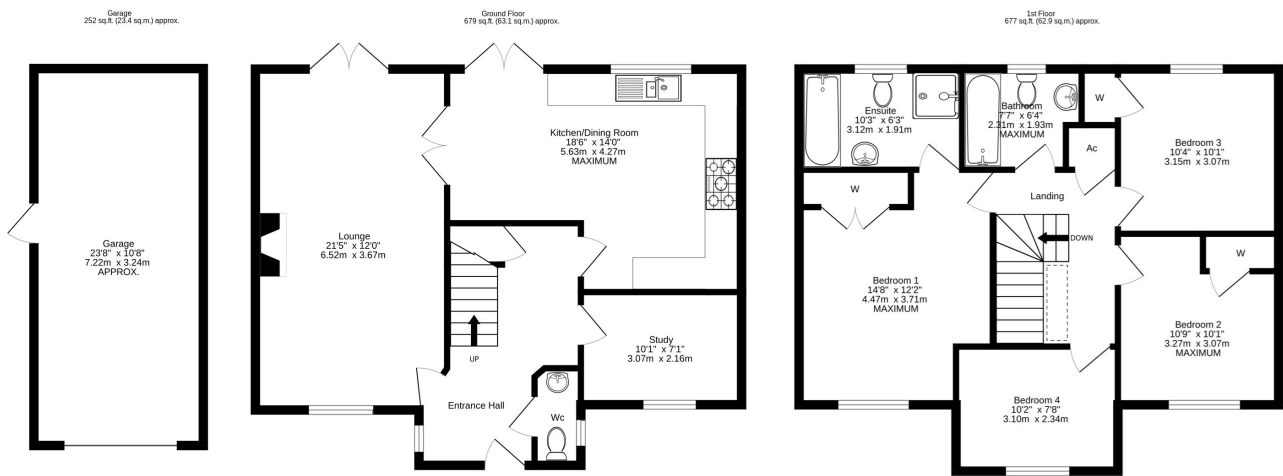 Garage
252 sq.ft. (23.4 sq.m.) approx.
Ground Floor
679 sq.ft. (63.1 sq.m.) approx.
1st Floor
677 sq.ft. (62.9 sq.m.) approx.
Garage
23'8" x 10'8"
7.22m x 3.24m
APPROX.
Lounge
21'5" x 12'0"
6.52m x 3.67m
Kitchen/Dining Room
18'6" x 14'0"
5.63m x 4.27m
MAXIMUM
UP
Study
10'1" x 7'1"
3.07m x 2.16m
Entrance Hall
Wc
Ensuite
10'3" x 6'3"
3.12m x 1.91m
Bathroom
7'7" x 6'4"
2.31m x 1.93m
MAXIMUM
W
Bedroom 3
10'4" x 10'1"
3.15m x 3.07m
Ac
W
Landing
DOWN
W
Bedroom 1
14'8" x 12'2"
4.47m x 3.71m
MAXIMUM
Bedroom 2
10'9" x 10'1"
3.27m x 3.07m
MAXIMUM
Bedroom 4
10'2" x 7'8"
3.10m x 2.34m